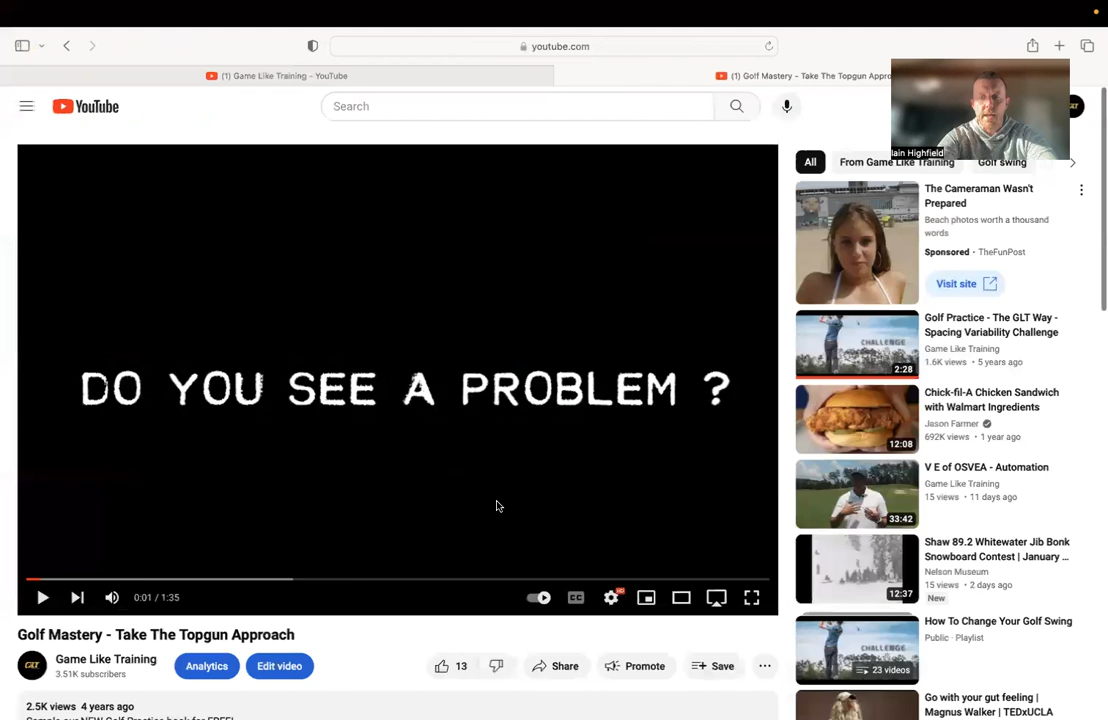 youtube.com
(1) Game Like Training - YouTube
(1) Golf Mastery - Take The Topgun Appro
YouTube
Search
GLT
Iain Highfield
All
From Game Like Training
Golf swing
DO YOU SEE A PROBLEM ?
0:01 / 1:35
CC
HD
Golf Mastery - Take The Topgun Approach
GLT
Game Like Training
3.51K subscribers
Analytics
Edit video
13
Share
Promote
Save
2.5K views 4 years ago
The Cameraman Wasn't
Prepared
Beach photos worth a thousand
words
Sponsored · TheFunPost
Visit site
CHALLENGE
2:28
Golf Practice - The GLT Way -
Spacing Variability Challenge
Game Like Training
1.6K views · 5 years ago
12:08
Chick-fil-A Chicken Sandwich
with Walmart Ingredients
Jason Farmer
692K views · 1 year ago
33:42
V E of OSVEA - Automation
Game Like Training
15 views · 11 days ago
12:37
Shaw 89.2 Whitewater Jib Bonk
Snowboard Contest | January ...
Nelson Museum
15 views · 2 days ago
New
CHALLENGE
23 videos
How To Change Your Golf Swing
Public · Playlist
Go with your gut feeling |
Magnus Walker | TEDxUCLA